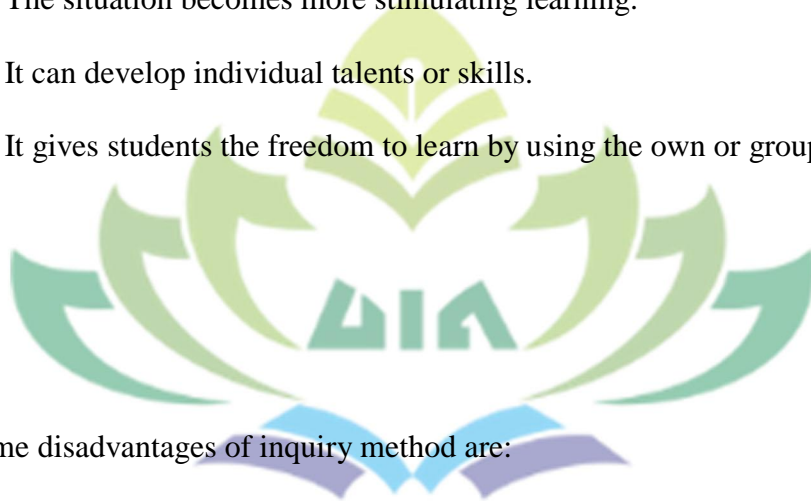 The situation becomes more stimulating learning.
It can develop individual talents or skills.
It gives students the freedom to learn by using the own or group
UIN
disadvantages of inquiry method are: